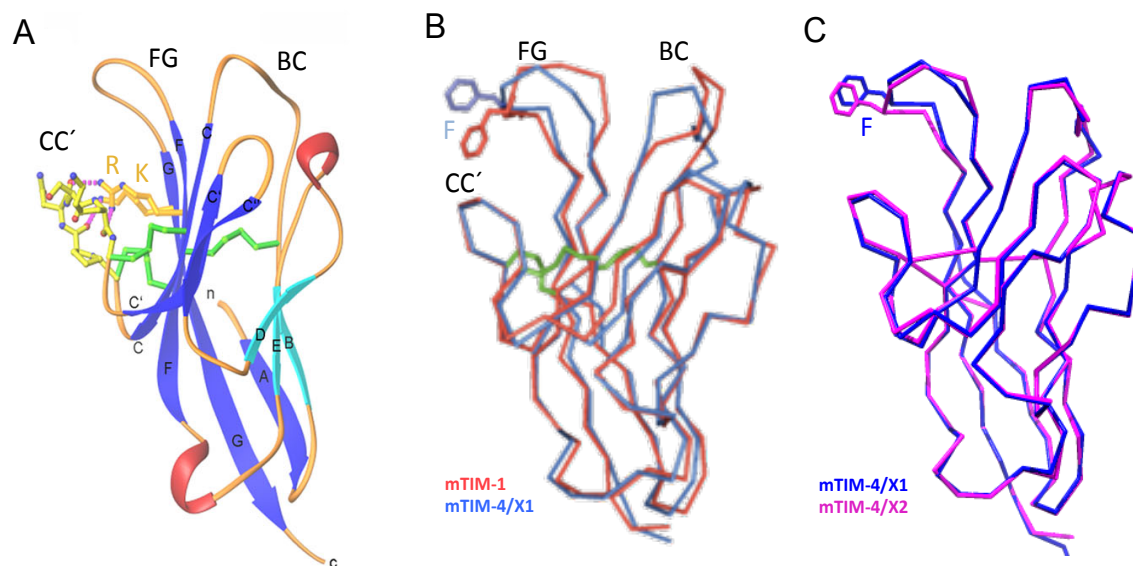 A
FG
BC
CC′
R
K
G
F
C
C'
C"
C'
C
n
D
E
B
F
A
G
c
B
FG
BC
F
CC′
mTIM-1
mTIM-4/X1
C
F
mTIM-4/X1
mTIM-4/X2